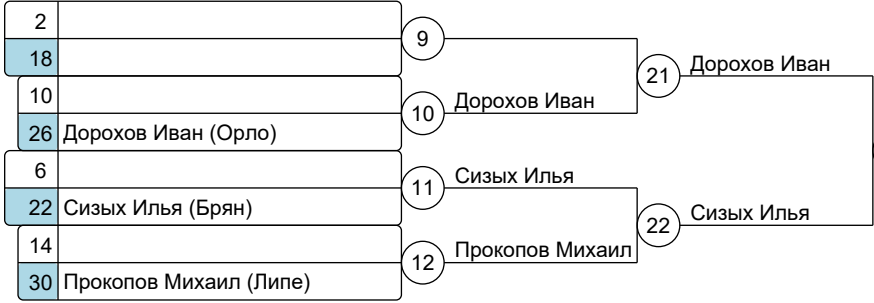 2
9
18
21 Дорохов Иван
10
10 Дорохов Иван
26 Дорохов Иван (Орло)
6
11 Сизых Илья
22 Сизых Илья (Брян)
22 Сизых Илья
14
12 Прокопов Михаил
30 Прокопов Михаил (Липе)